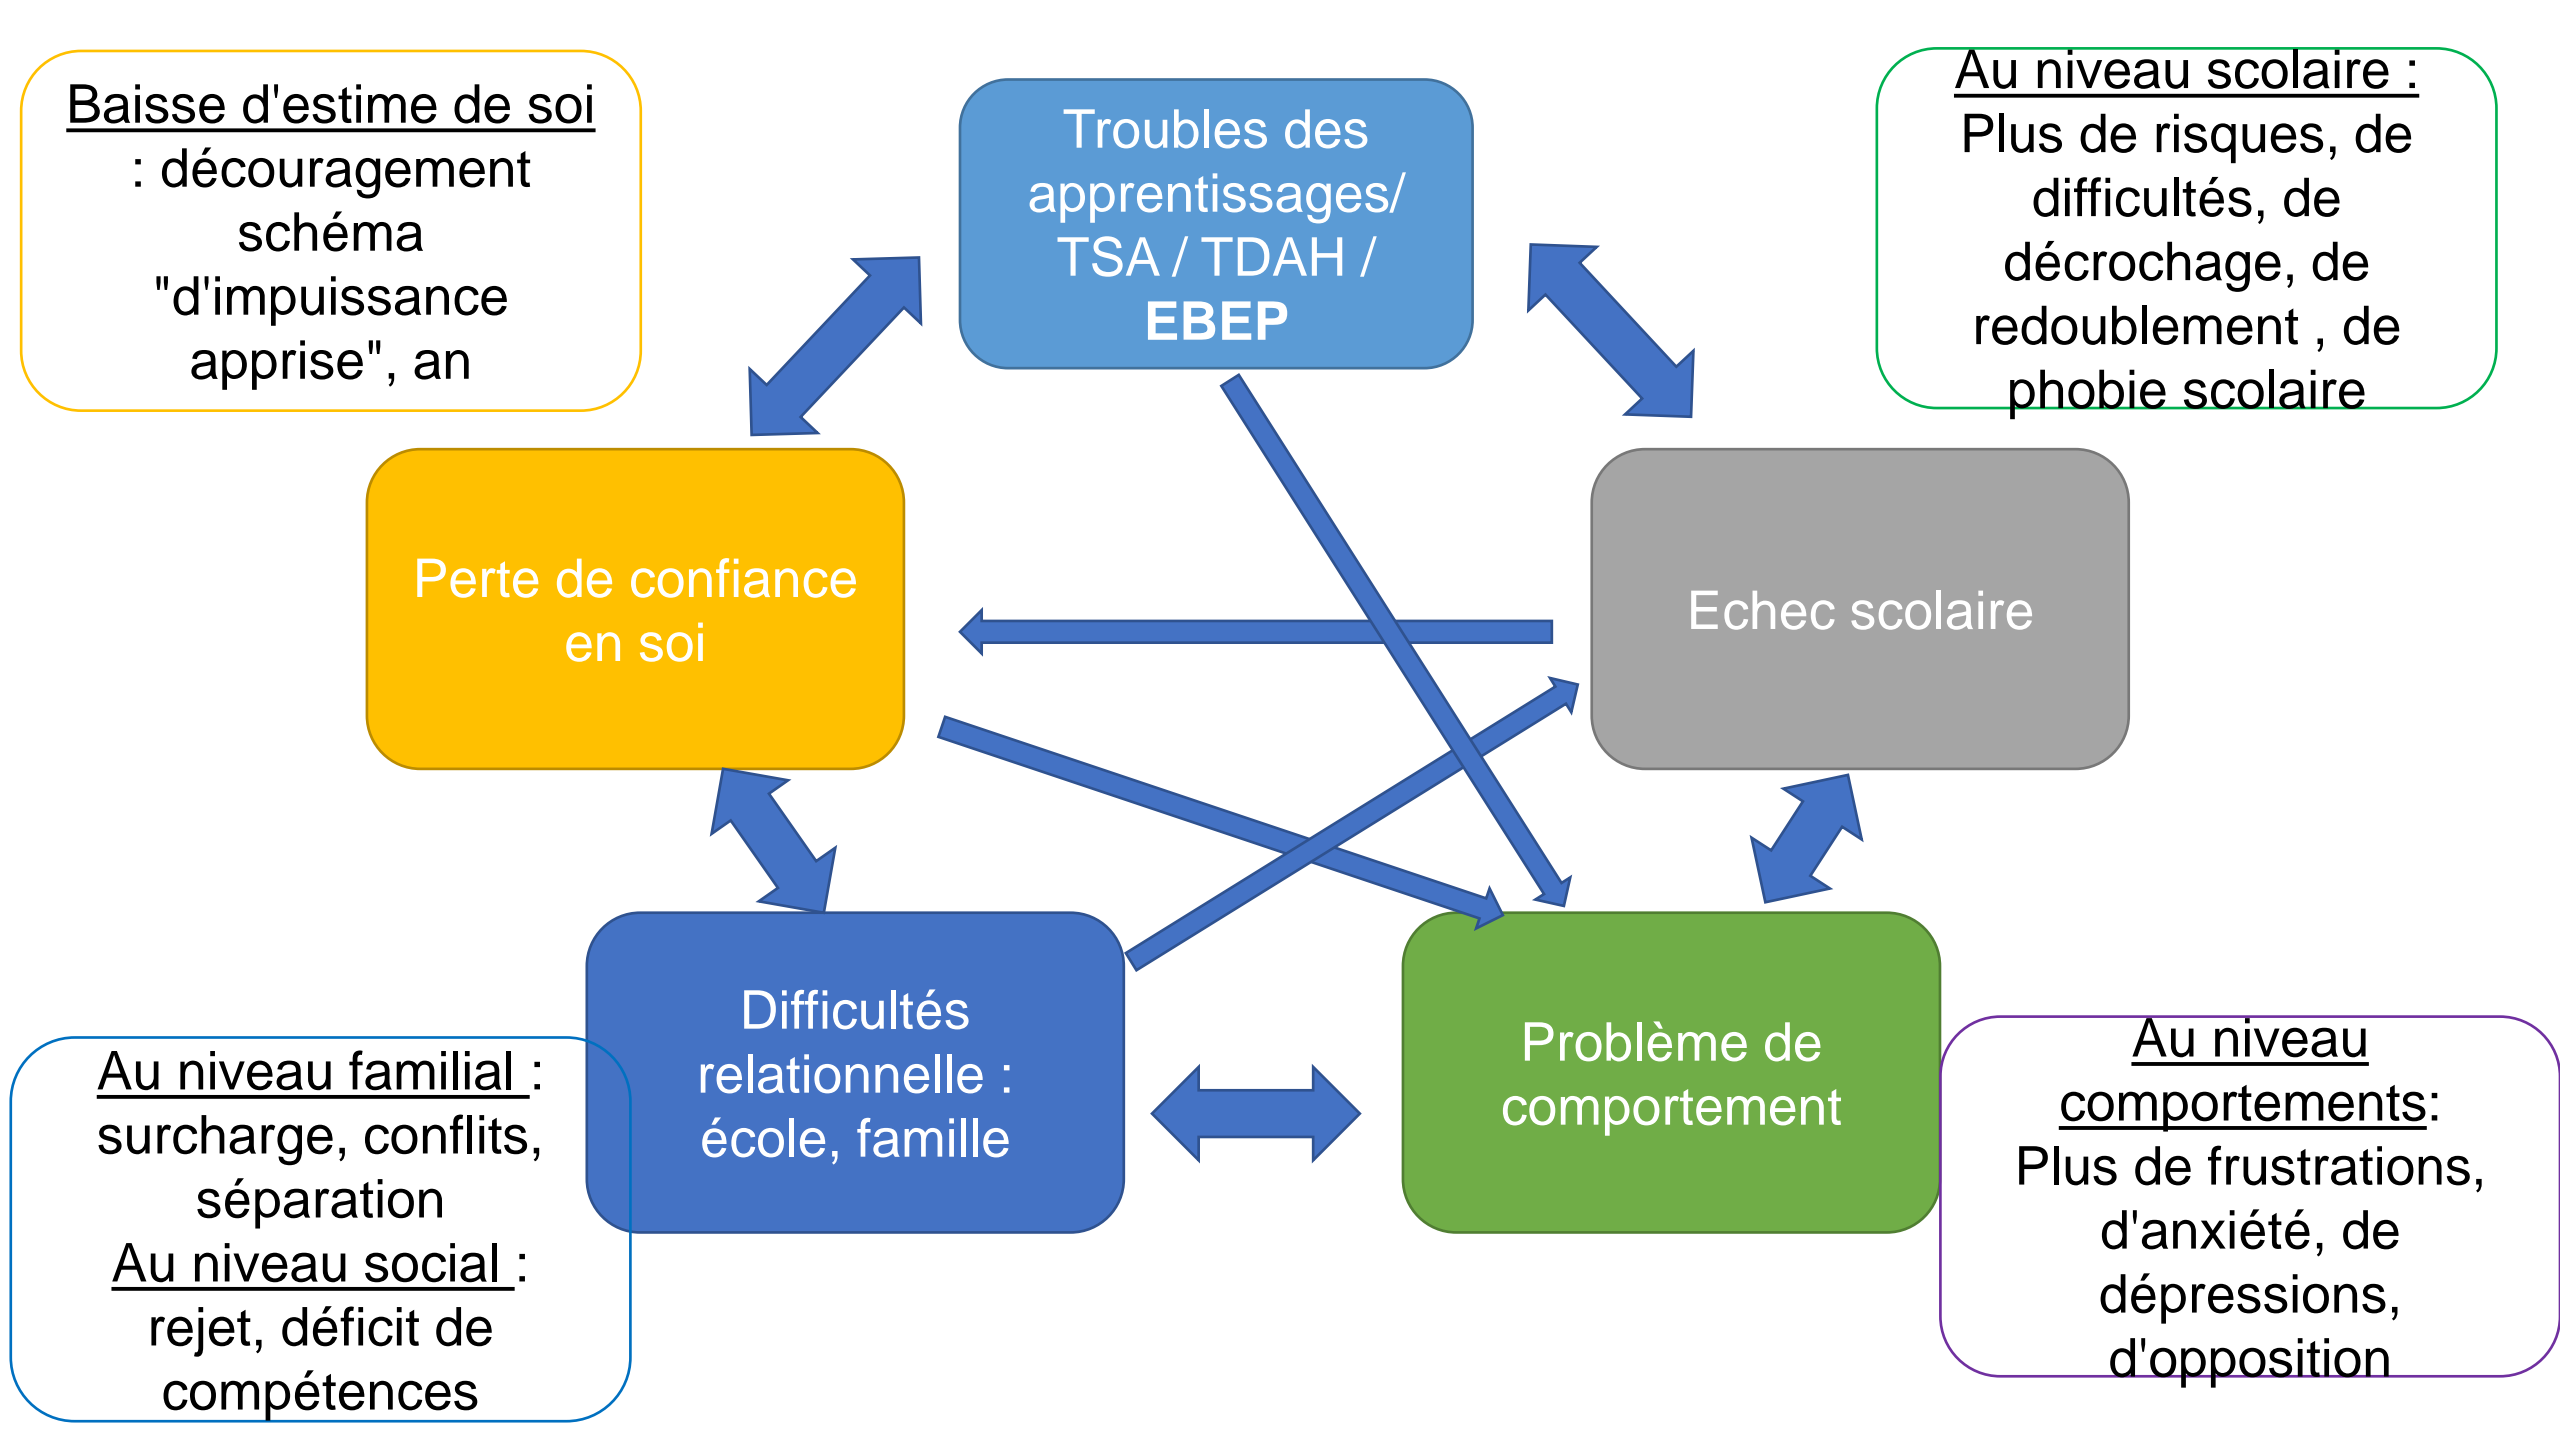 Baisse d'estime de soi
: découragement
schéma
"d'impuissance
apprise", an
Troubles des
apprentissages/
TSA / TDAH /
EBEP
Au niveau scolaire :
Plus de risques, de
difficultés, de
décrochage, de
redoublement , de
phobie scolaire
Perte de confiance
en soi
Echec scolaire
Difficultés
relationnelle :
école, famille
Problème de
comportement
Au niveau familial :
surcharge, conflits,
séparation
Au niveau social :
rejet, déficit de
compétences
Au niveau
comportements:
Plus de frustrations,
d'anxiété, de
dépressions,
d'opposition